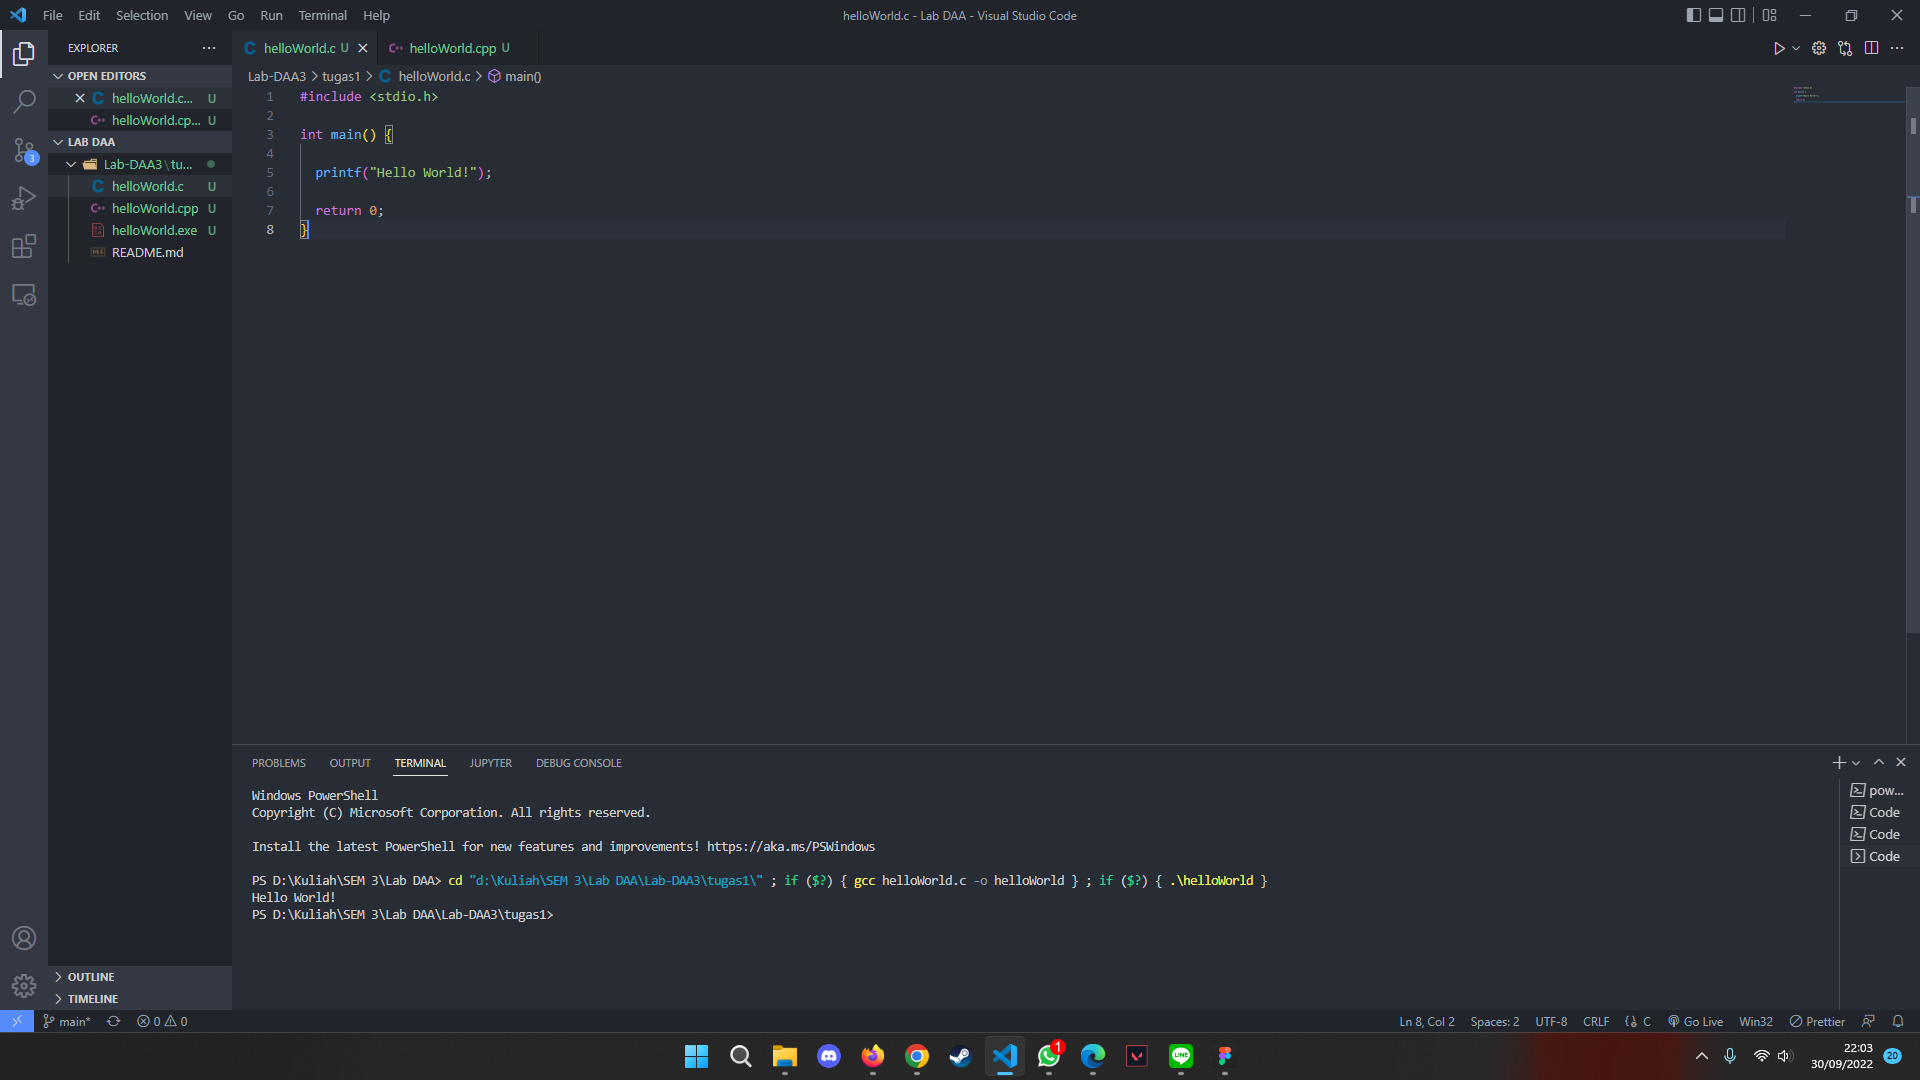 File Edit Selection View Go Run Terminal Help
helloWorld.c - Lab DAA - Visual Studio Code
EXPLORER
OPEN EDITORS
helloWorld.c... U
helloWorld.cp... U
LAB DAA
Lab-DAA3\tu...
helloWorld.c U
helloWorld.cpp U
helloWorld.exe U
README.md
OUTLINE
TIMELINE
3
helloWorld.c U
helloWorld.cpp U
Lab-DAA3 > tugas1 > C helloWorld.c > main()
1 #include <stdio.h>
2
3 int main() {
4
5 printf("Hello World!");
6
7 return 0;
8 }
PROBLEMS OUTPUT TERMINAL JUPYTER DEBUG CONSOLE
Windows PowerShell
Copyright (C) Microsoft Corporation. All rights reserved.
Install the latest PowerShell for new features and improvements! https://aka.ms/PSWindows
PS D:\Kuliah\SEM 3\Lab DAA> cd "d:\Kuliah\SEM 3\Lab DAA\Lab-DAA3\tugas1\" ; if ($?) { gcc helloWorld.c -o helloWorld } ; if ($?) { .\helloWorld }
Hello World!
PS D:\Kuliah\SEM 3\Lab DAA\Lab-DAA3\tugas1>
pow...
Code
Code
Code
main* 0 0
Ln 8, Col 2 Spaces: 2 UTF-8 CRLF {} C Go Live Win32 Prettier
1
LINE
22:03
30/09/2022
20